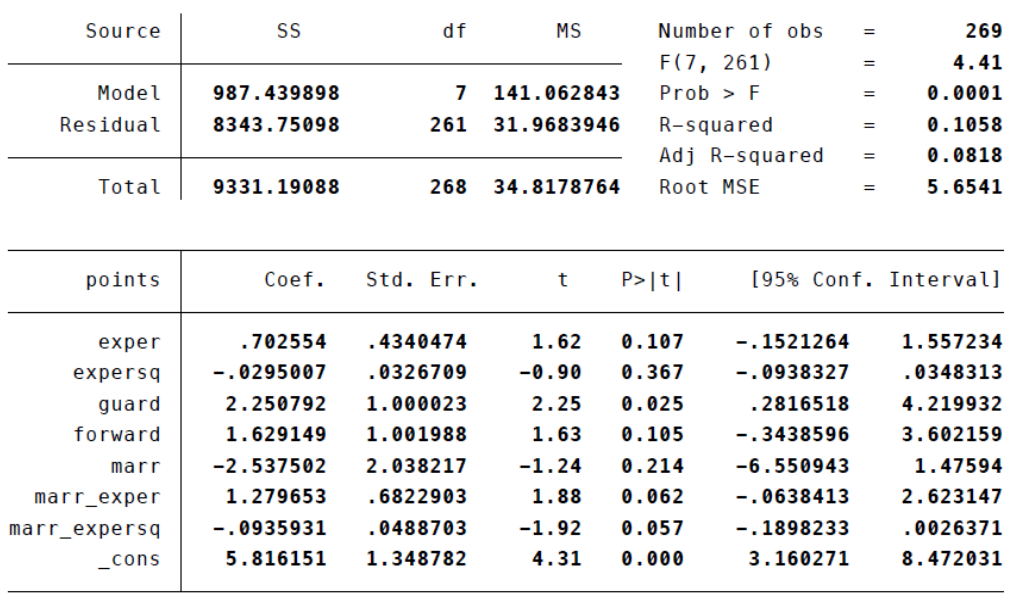 Source SS df MS Number of obs = 269
F(7, 261) = 4.41
Model 987.439898 7 141.062843 Prob > F = 0.0001
Residual 8343.75098 261 31.9683946 R-squared = 0.1058
Adj R-squared = 0.0818
Total 9331.19088 268 34.8178764 Root MSE = 5.6541
points Coef. Std. Err. t P>|t| [95% Conf. Interval]
exper .702554 .4340474 1.62 0.107 -.1521264 1.557234
expersq -.0295007 .0326709 -0.90 0.367 -.0938327 .0348313
guard 2.250792 1.000023 2.25 0.025 .2816518 4.219932
forward 1.629149 1.001988 1.63 0.105 -.3438596 3.602159
marr -2.537502 2.038217 -1.24 0.214 -6.550943 1.47594
marr_exper 1.279653 .6822903 1.88 0.062 -.0638413 2.623147
marr_expersq -.0935931 .0488703 -1.92 0.057 -.1898233 .0026371
_cons 5.816151 1.348782 4.31 0.000 3.160271 8.472031